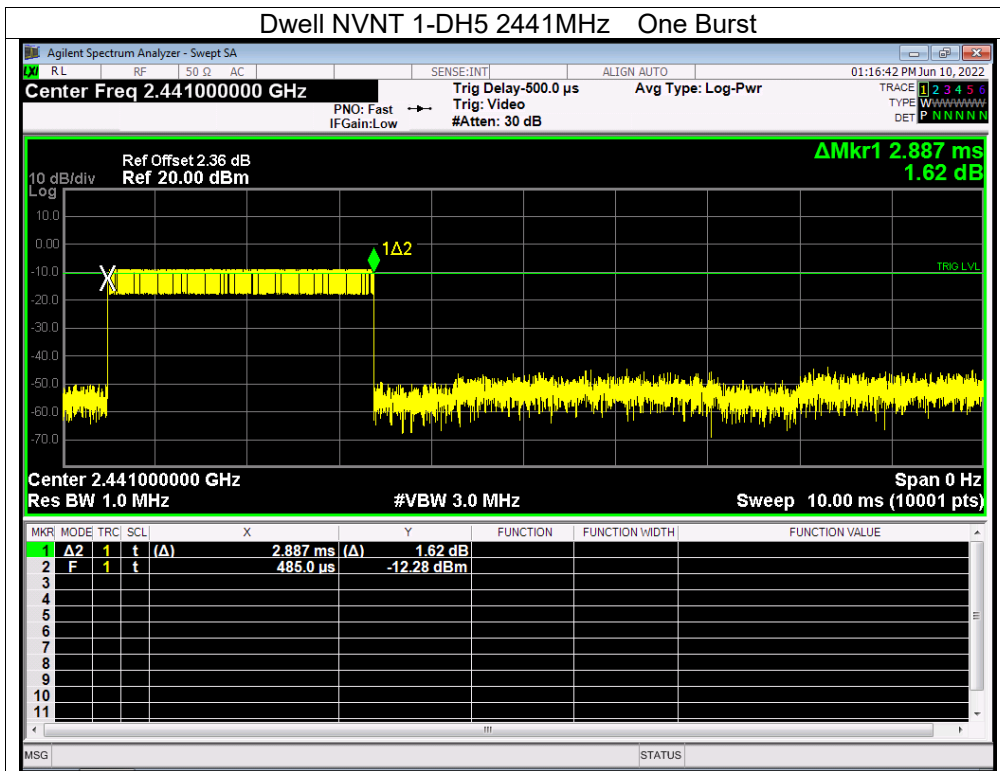 Dwell NVNT 1-DH5 2441MHz One Burst
Agilent Spectrum Analyzer - Swept SA
LXI RL RF 50 Ω AC SENSE:INT ALIGN AUTO 01:16:42 PM Jun 10, 2022
Center Freq 2.441000000 GHz
PNO: Fast
IFGain:Low
Trig Delay-500.0 µs
Trig: Video
#Atten: 30 dB
Avg Type: Log-Pwr
TRACE 1 2 3 4 5 6
TYPE WWWWWW
DET P N N N N N
ΔMkr1 2.887 ms
1.62 dB
Ref Offset 2.36 dB
10 dB/div Ref 20.00 dBm
Log
10.0
0.00
1Δ2
-10.0
TRIG LVL
-20.0
-30.0
-40.0
-50.0
-60.0
-70.0
Center 2.441000000 GHz Span 0 Hz
Res BW 1.0 MHz #VBW 3.0 MHz Sweep 10.00 ms (10001 pts)
MKR MODE TRC SCL X Y FUNCTION FUNCTION WIDTH FUNCTION VALUE
1 Δ2 1 t (Δ) 2.887 ms (Δ) 1.62 dB
2 F 1 t 485.0 µs -12.28 dBm
3
4
5
6
7
8
9
10
11
MSG STATUS